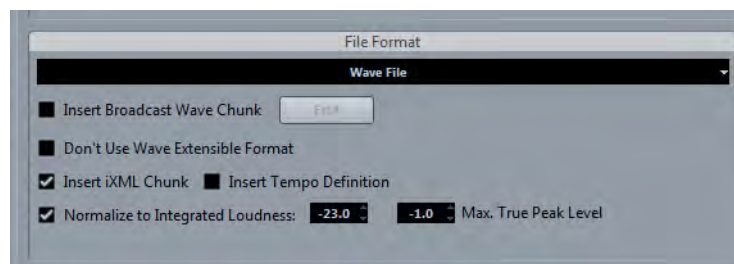 File Format
Wave File
Insert Broadcast Wave Chunk Edit
Don't Use Wave Extensible Format
Insert iXML Chunk Insert Tempo Definition
Normalize to Integrated Loudness: -23.0 -1.0 Max. True Peak Level